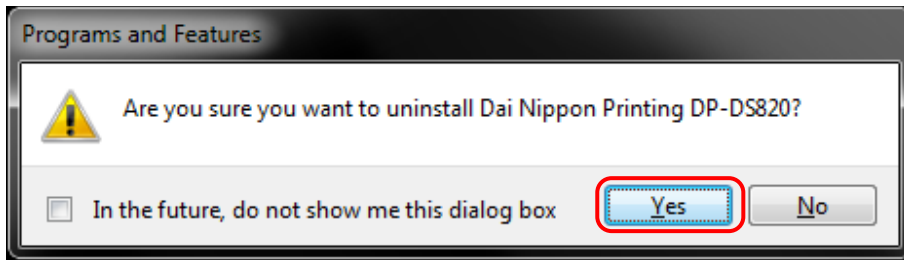 Programs and Features
Are you sure you want to uninstall Dai Nippon Printing DP-DS820?
In the future, do not show me this dialog box
Yes
No